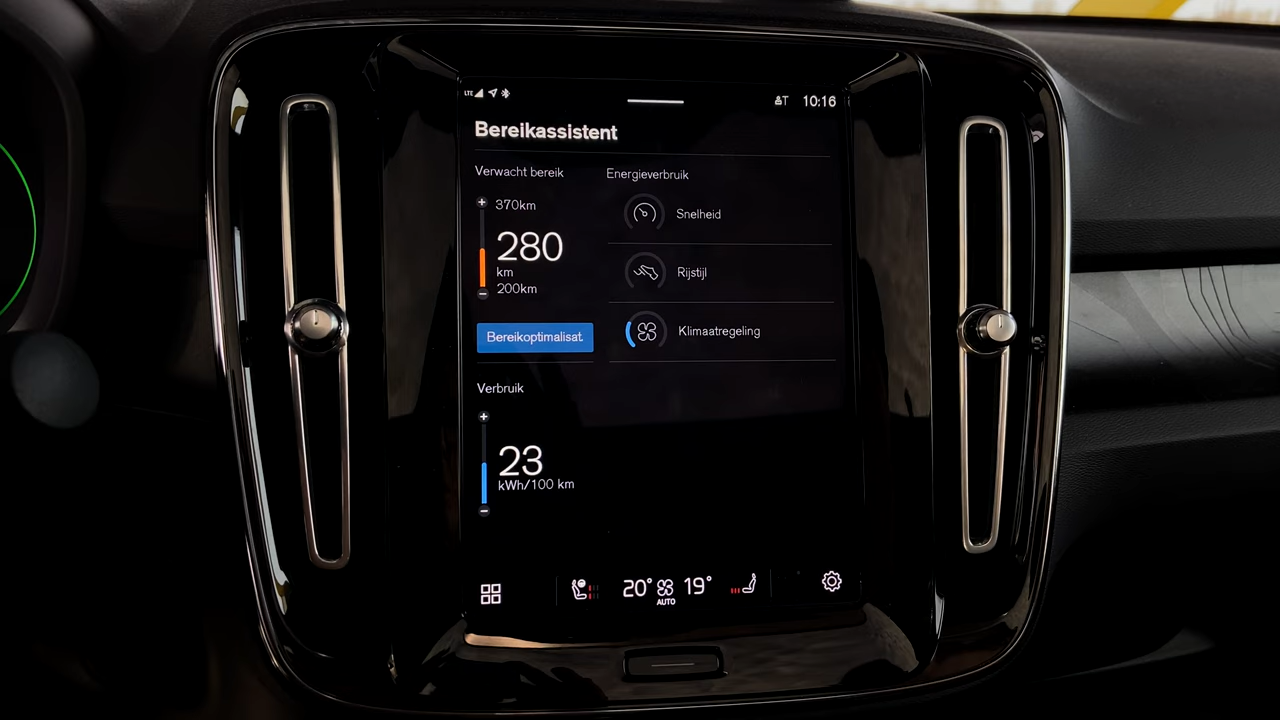 LTE
T 10:16
Bereikassistent
Verwacht bereik
370km
280
km
200km
Bereikoptimalisat
Energieverbruik
Snelheid
Rijstijl
Klimaatregeling
Verbruik
23
kWh/100 km
20° 19°
AUTO